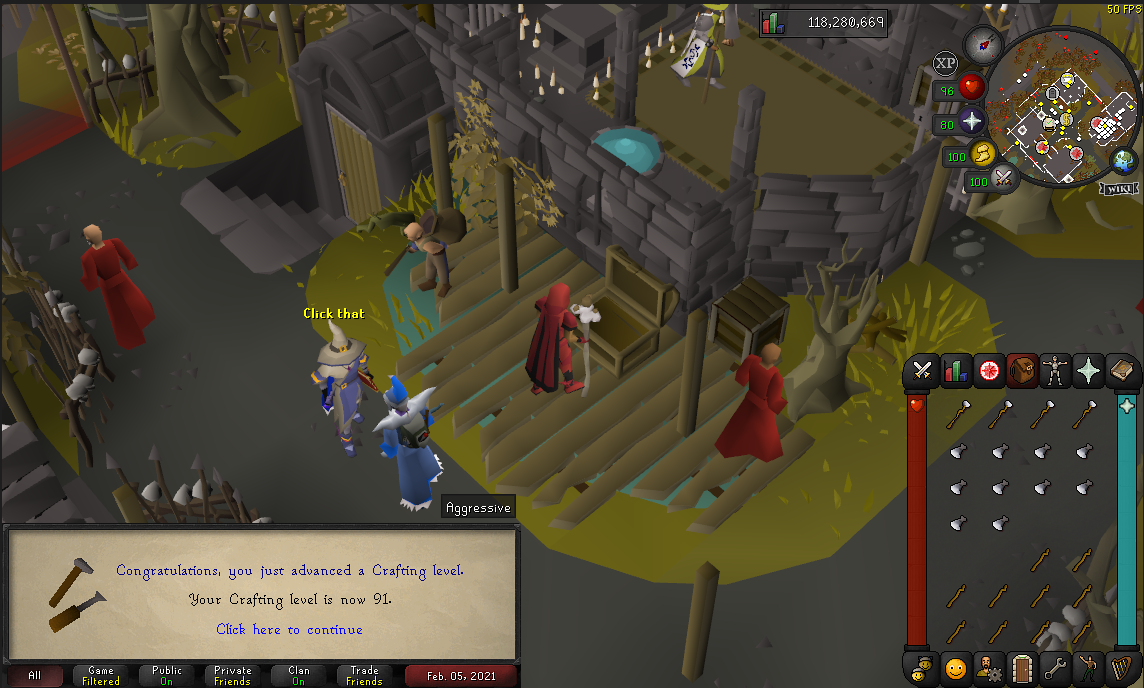 50 FPS
118,280,669
XP
96
80
100
100
WIKI
Click that
Aggressive
Congratulations, you just advanced a Crafting level.
Your Crafting level is now 91.
Click here to continue
All
Game
Filtered
Public
On
Private
Friends
Clan
On
Trade
Friends
Feb. 05, 2021